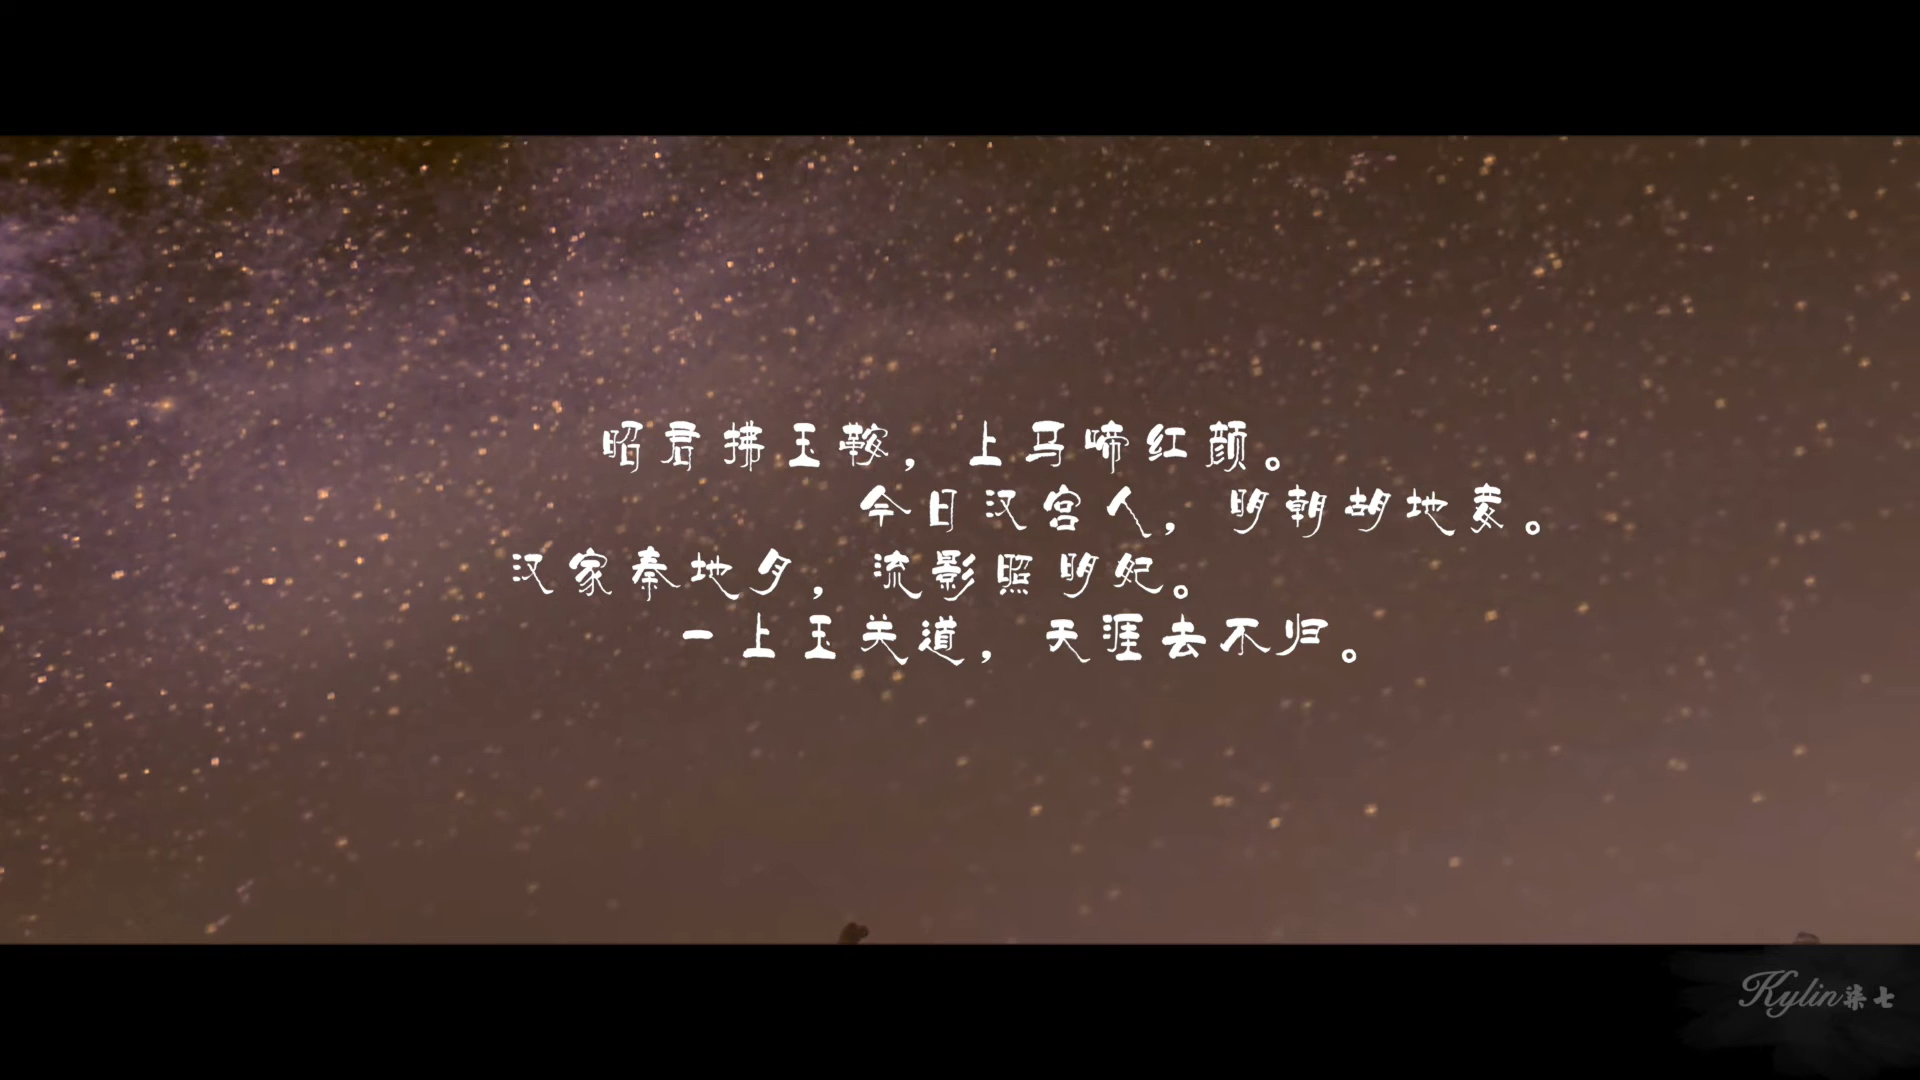 昭君拂玉鞍，上马啼红颜。
今日汉宫人，明朝胡地妾。
汉家秦地月，流影照明妃。
一上玉关道，天涯去不归。
Kylin柒七